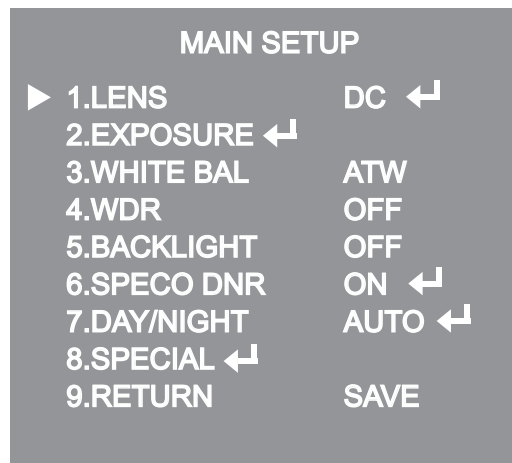 MAIN SETUP
▶ 1.LENS DC ↵
2.EXPOSURE ↵
3.WHITE BAL ATW
4.WDR OFF
5.BACKLIGHT OFF
6.SPECO DNR ON ↵
7.DAY/NIGHT AUTO ↵
8.SPECIAL ↵
9.RETURN SAVE